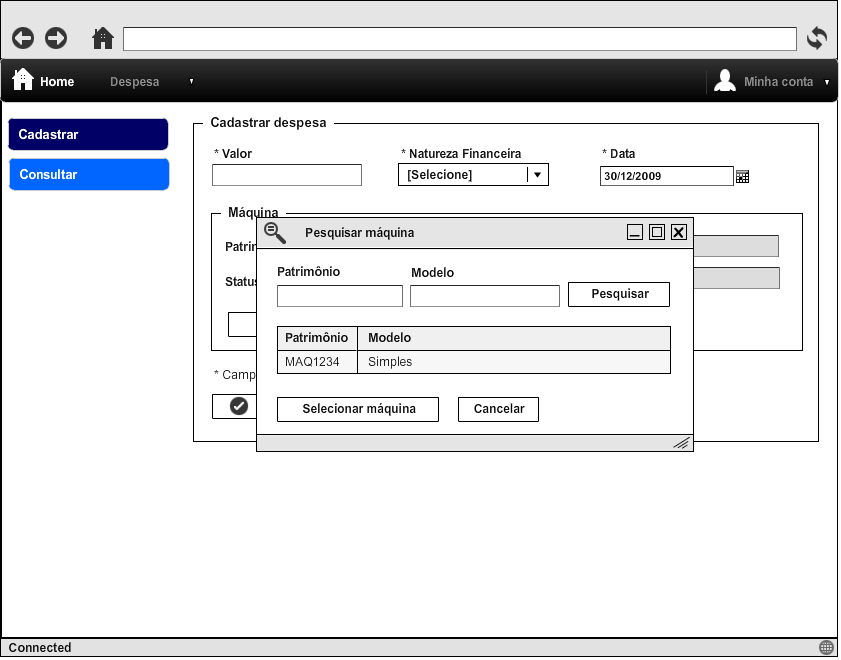 Home Despesa Minha conta
Cadastrar
Consultar
Cadastrar despesa
* Valor * Natureza Financeira * Data
[Selecione] 30/12/2009
Máquina
Pesquisar máquina
Patrimônio Modelo
Pesquisar
Patrimônio Modelo
MAQ1234 Simples
Selecionar máquina Cancelar
Status
* Camp
Connected